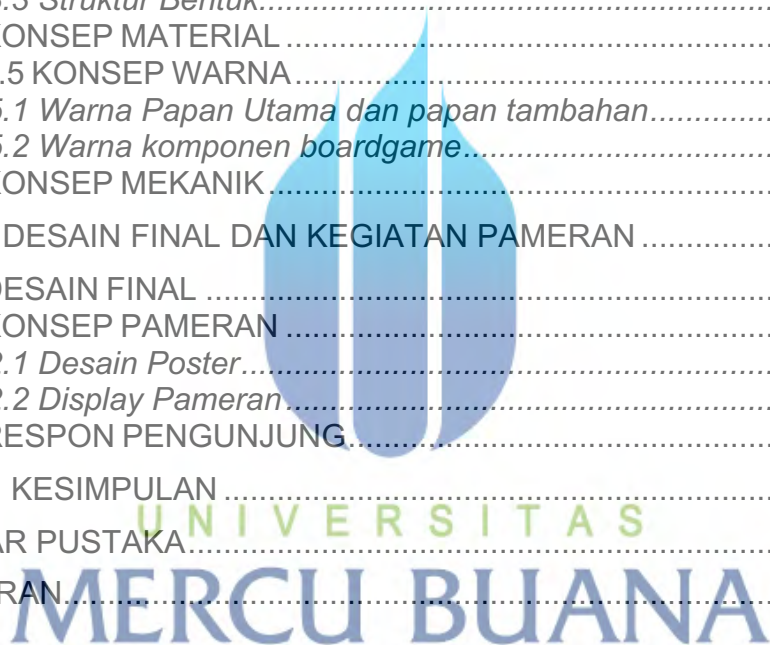 3.3 Struktur Bentuk
KONSEP MATERIAL
.5 KONSEP WARNA
5.1 Warna Papan Utama dan papan tambahan
5.2 Warna komponen boardgame
KONSEP MEKANIK
DESAIN FINAL DAN KEGIATAN PAMERAN
DESAIN FINAL
KONSEP PAMERAN
2.1 Desain Poster
2.2 Display Pameran
RESPON PENGUNJUNG
KESIMPULAN
UNIVERSITAS
AR PUSTAKA
RAN
MERCU BUANA